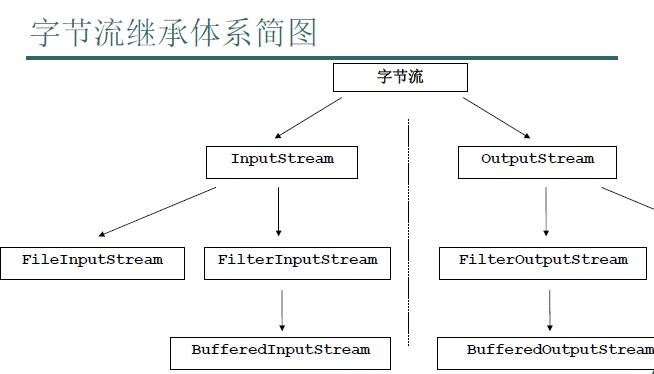 字节流继承体系简图
字节流
InputStream
OutputStream
FileInputStream
FilterInputStream
FilterOutputStream
BufferedInputStream
BufferedOutputStream